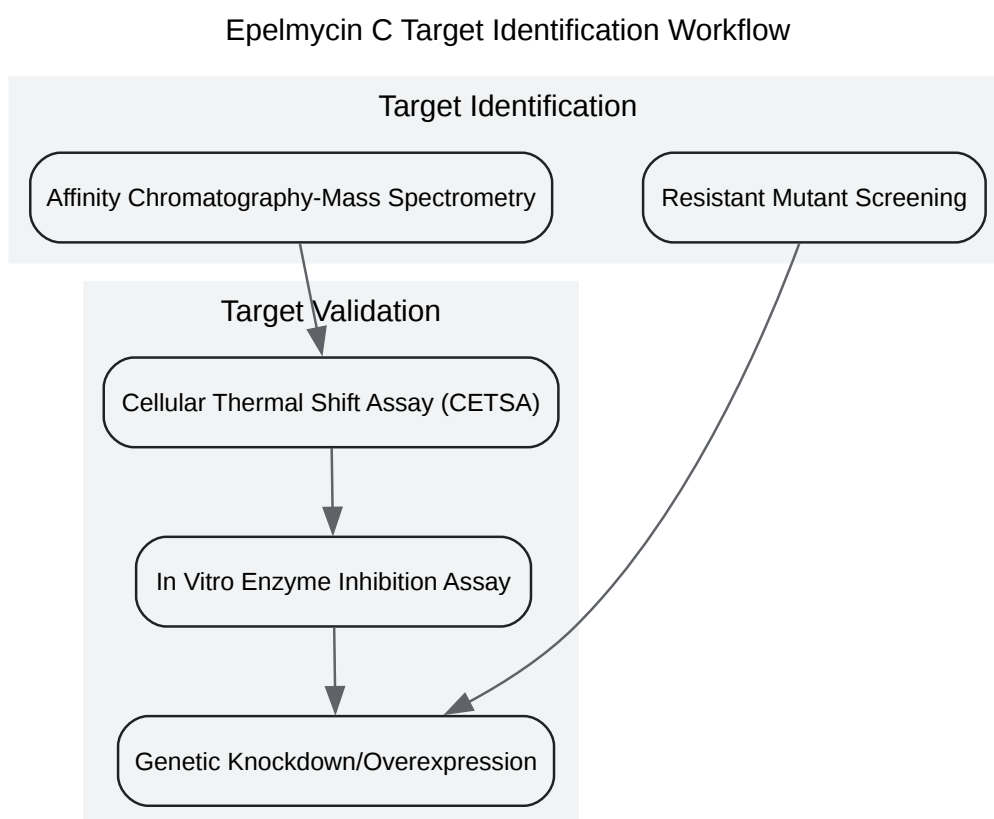 Epelmycin C Target Identification Workflow
Target Identification
Affinity Chromatography-Mass Spectrometry
Resistant Mutant Screening
Target Validation
Cellular Thermal Shift Assay (CETSA)
In Vitro Enzyme Inhibition Assay
Genetic Knockdown/Overexpression